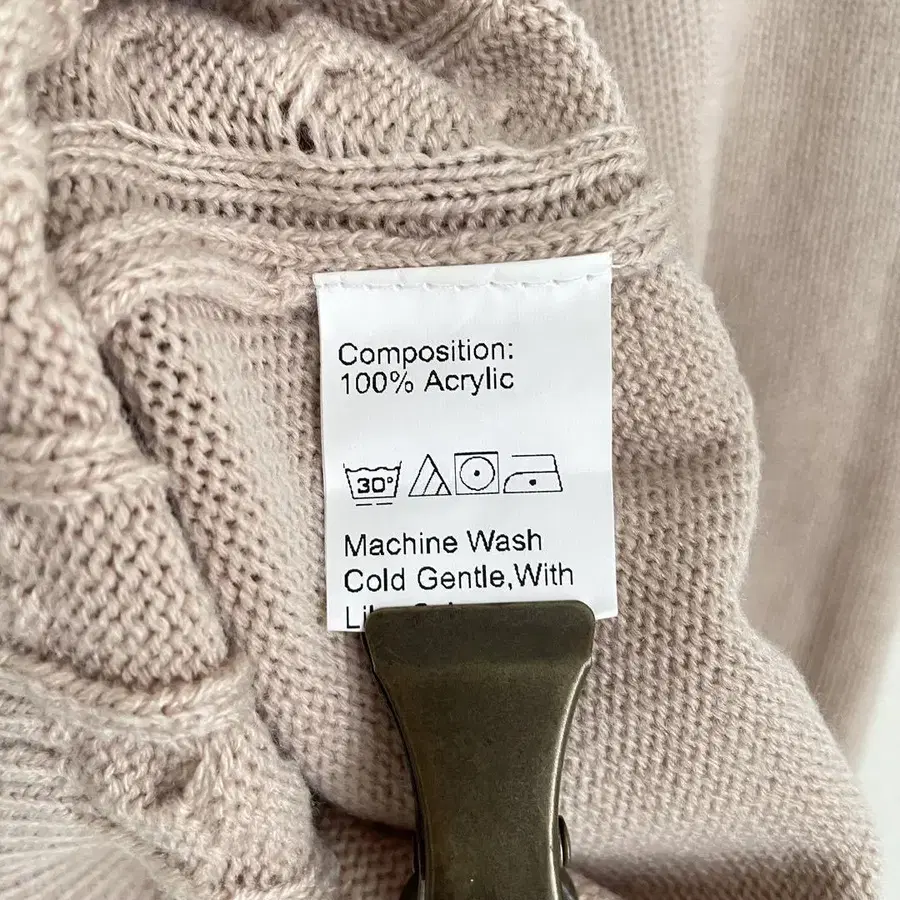 Composition:
100% Acrylic
30°
Machine Wash
Cold Gentle,With